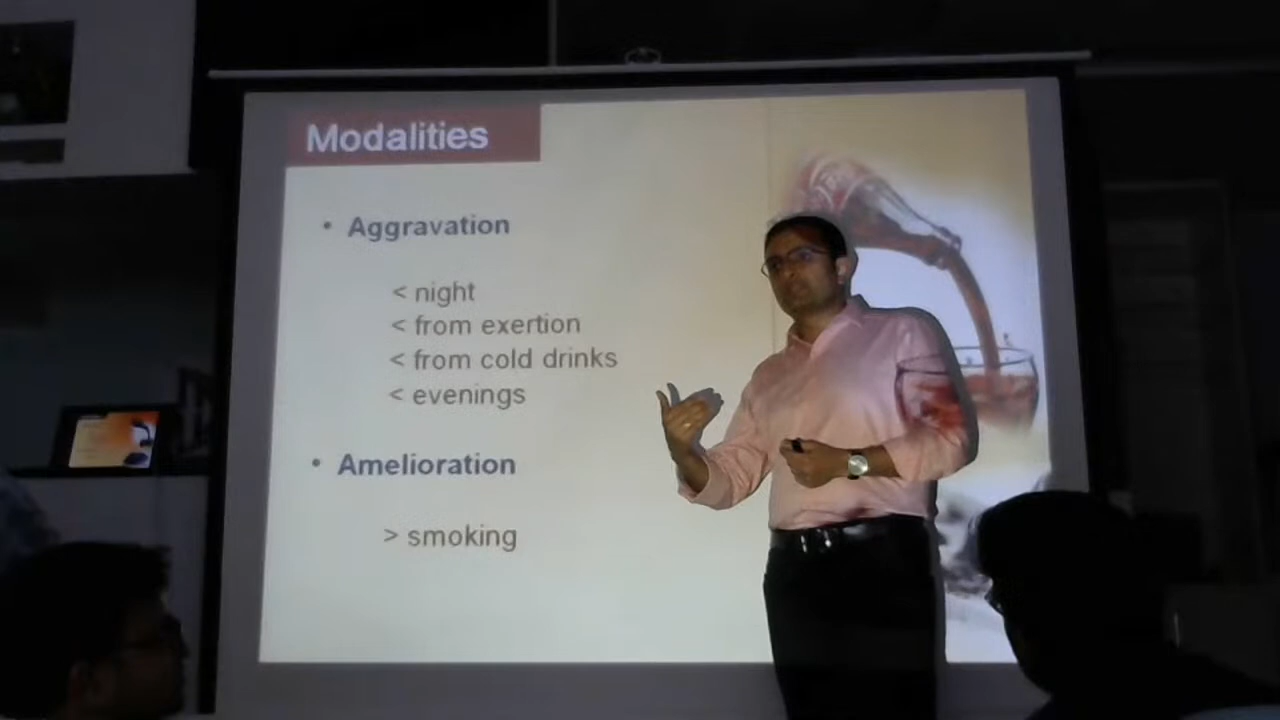 Modalities
• Aggravation
< night
< from exertion
< from cold drinks
< evenings
• Amelioration
> smoking